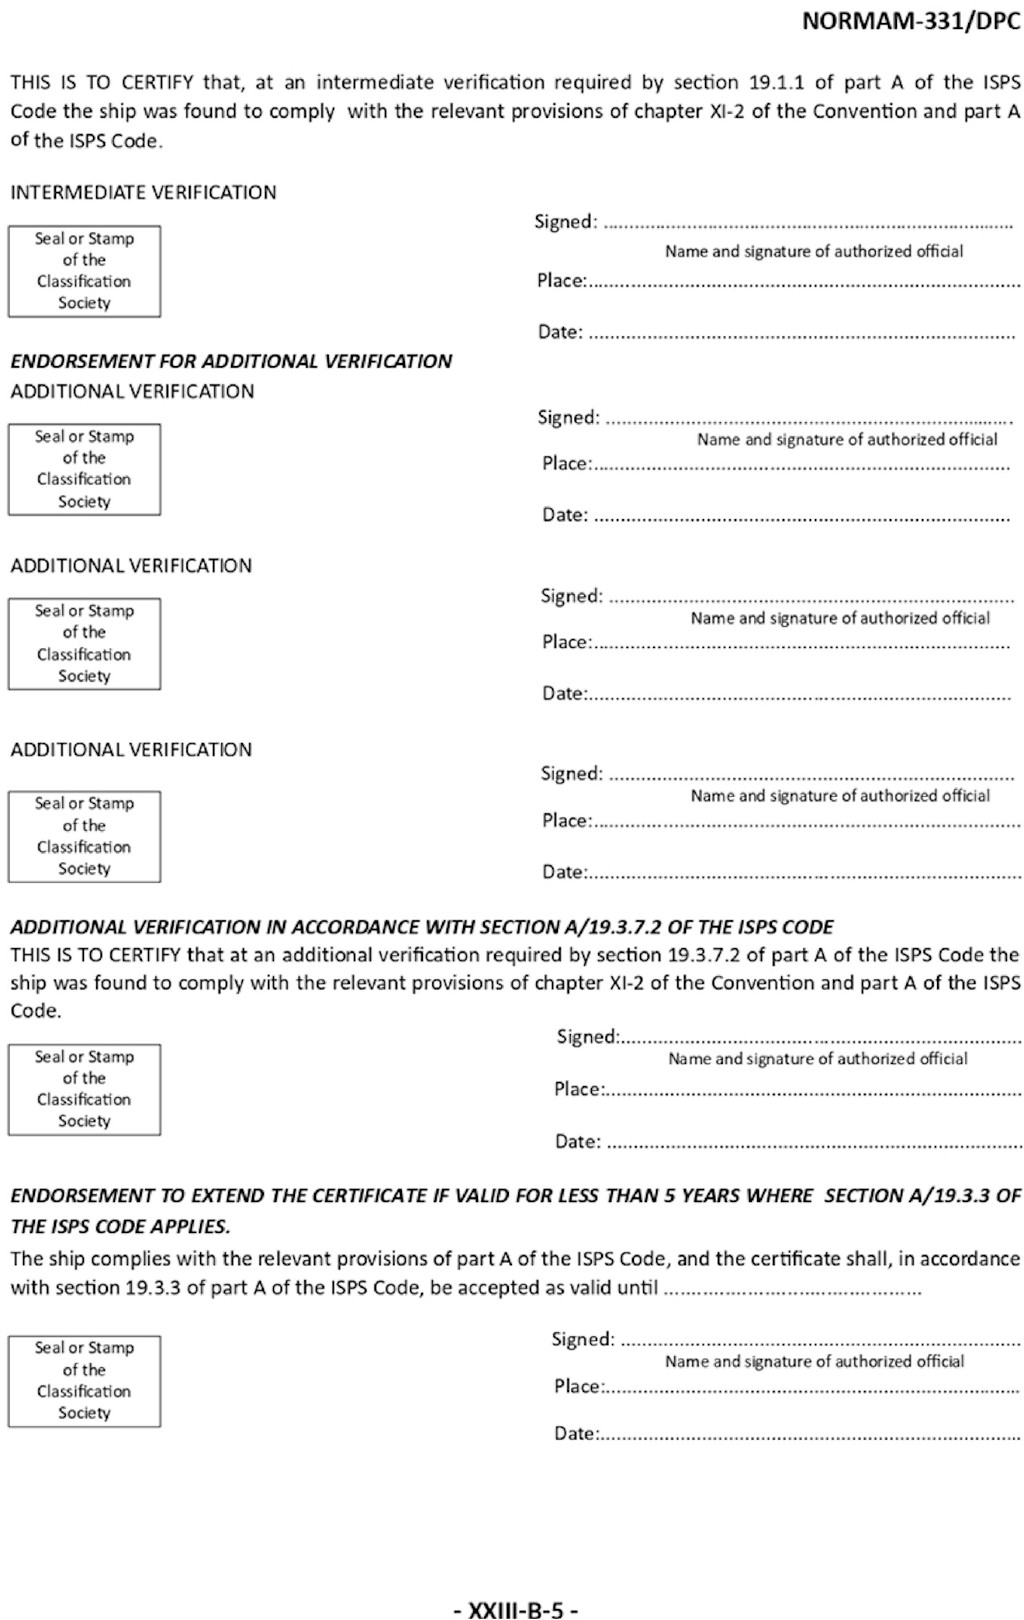 NORMAM-331/DPC
THIS IS TO CERTIFY that, at an intermediate verification required by section 19.1.1 of part A of the ISPS
Code the ship was found to comply with the relevant provisions of chapter XI-2 of the Convention and part A
of the ISPS Code.
INTERMEDIATE VERIFICATION
Seal or Stamp
of the
Classification
Society
Signed: ..............................................................................
Name and signature of authorized official
Place:..................................................................................
Date: .................................................................................
ENDORSEMENT FOR ADDITIONAL VERIFICATION
ADDITIONAL VERIFICATION
Seal or Stamp
of the
Classification
Society
Signed: .............................................................................
Name and signature of authorized official
Place:...............................................................................
Date: ...............................................................................
ADDITIONAL VERIFICATION
Seal or Stamp
of the
Classification
Society
Signed: .............................................................................
Name and signature of authorized official
Place:...............................................................................
Date:................................................................................
ADDITIONAL VERIFICATION
Seal or Stamp
of the
Classification
Society
Signed: .............................................................................
Name and signature of authorized official
Place:.................................................................................
Date:..................................................................................
ADDITIONAL VERIFICATION IN ACCORDANCE WITH SECTION A/19.3.7.2 OF THE ISPS CODE
THIS IS TO CERTIFY that at an additional verification required by section 19.3.7.2 of part A of the ISPS Code the
ship was found to comply with the relevant provisions of chapter XI-2 of the Convention and part A of the ISPS
Code.
Seal or Stamp
of the
Classification
Society
Signed:............................................................................
Name and signature of authorized official
Place:...............................................................................
Date: ...............................................................................
ENDORSEMENT TO EXTEND THE CERTIFICATE IF VALID FOR LESS THAN 5 YEARS WHERE SECTION A/19.3.3 OF
THE ISPS CODE APPLIES.
The ship complies with the relevant provisions of part A of the ISPS Code, and the certificate shall, in accordance
with section 19.3.3 of part A of the ISPS Code, be accepted as valid until .................................................
Seal or Stamp
of the
Classification
Society
Signed: ............................................................................
Name and signature of authorized official
Place:...............................................................................
Date:................................................................................
- XXIII-B-5 -